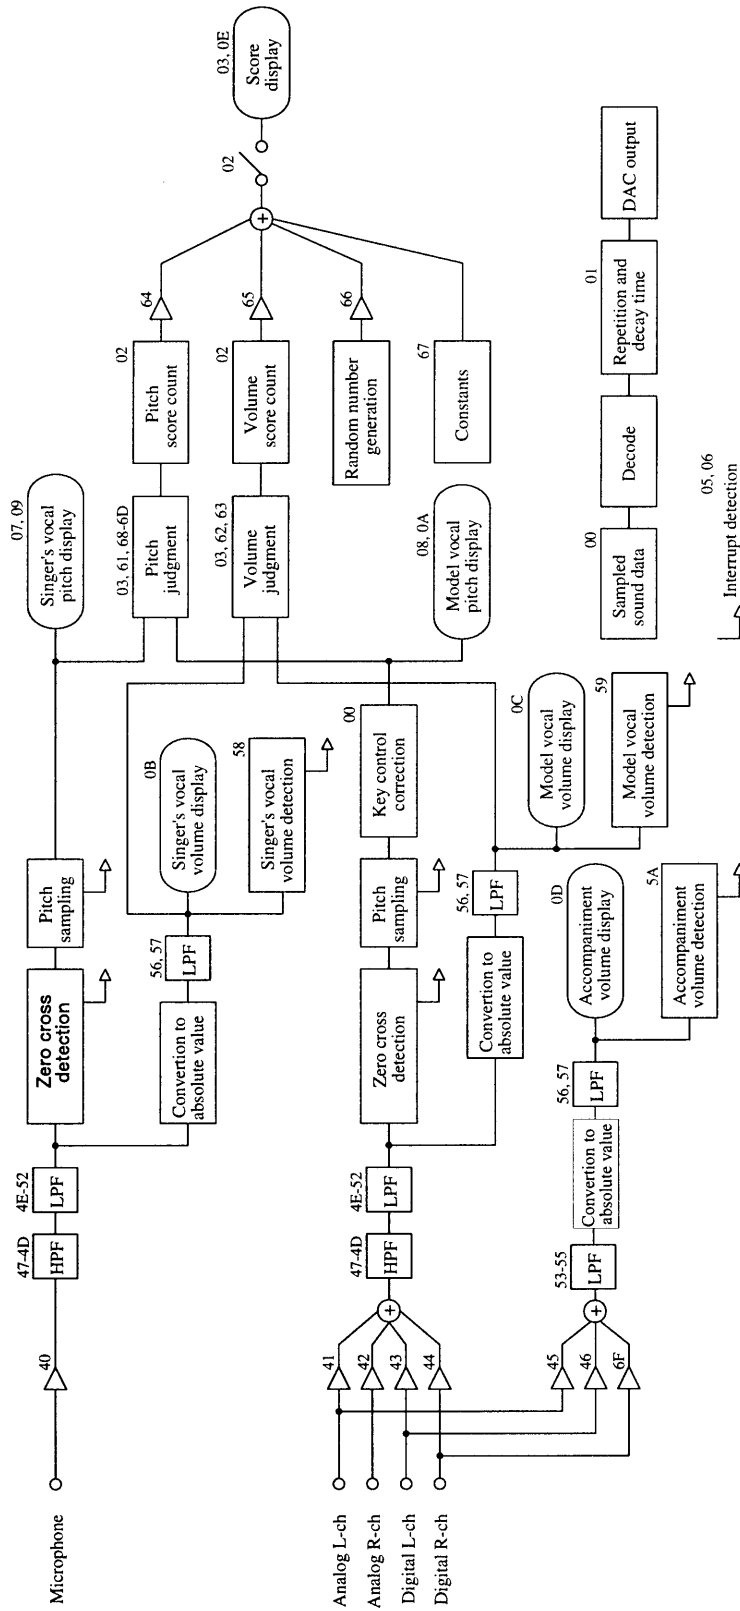 Microphone
40
47-4D
HPF
4E-52
LPF
Zero cross
detection
Pitch
sampling
07, 09
Singer's vocal
pitch display
Convertion to
absolute value
56, 57
LPF
0B
Singer's vocal
volume display
58
Singer's vocal
volume detection
03, 61, 68-6D
Pitch
judgment
02
Pitch
score count
64
03, 62, 63
Volume
judgment
02
Volume
score count
65
Random number
generation
66
67
Constants
+
02
03, 0E
Score
display
Analog L-ch
Analog R-ch
Digital L-ch
Digital R-ch
41
42
43
44
+
47-4D
HPF
4E-52
LPF
Zero cross
detection
Pitch
sampling
00
Key control
correction
08, 0A
Model vocal
pitch display
Convertion to
absolute value
56, 57
LPF
0C
Model vocal
volume display
59
Model vocal
volume detection
45
46
6F
+
53-55
LPF
Convertion to
absolute value
56, 57
LPF
0D
Accompaniment
volume display
5A
Accompaniment
volume detection
00
Sampled
sound data
Decode
01
Repetition and
decay time
DAC output
05, 06
Interrupt detection